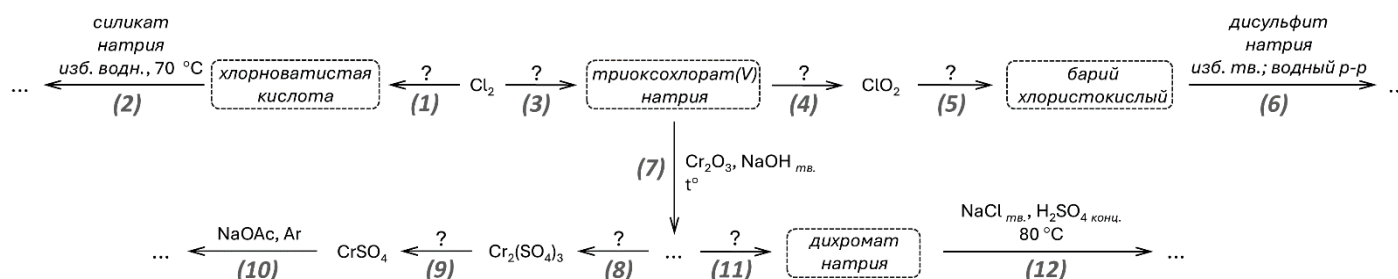 силикат
натрия
изб. водн., 70 °C
... (2) хлорноватистая
кислота
? (1) Cl₂ ? (3) триоксохлорат(V)
натрия
? (4) ClO₂ ? (5) барий
хлористокислый
дисульфит
натрия
изб. тв.; водный р-р
(6) ...
(7) Cr₂O₃, NaOH тв.
t°
... NaOAc, Ar (10) CrSO₄ ? (9) Cr₂(SO₄)₃ ? (8) ... ? (11) дихромат
натрия
NaCl тв., H₂SO₄ конц.
80 °C
(12) ...